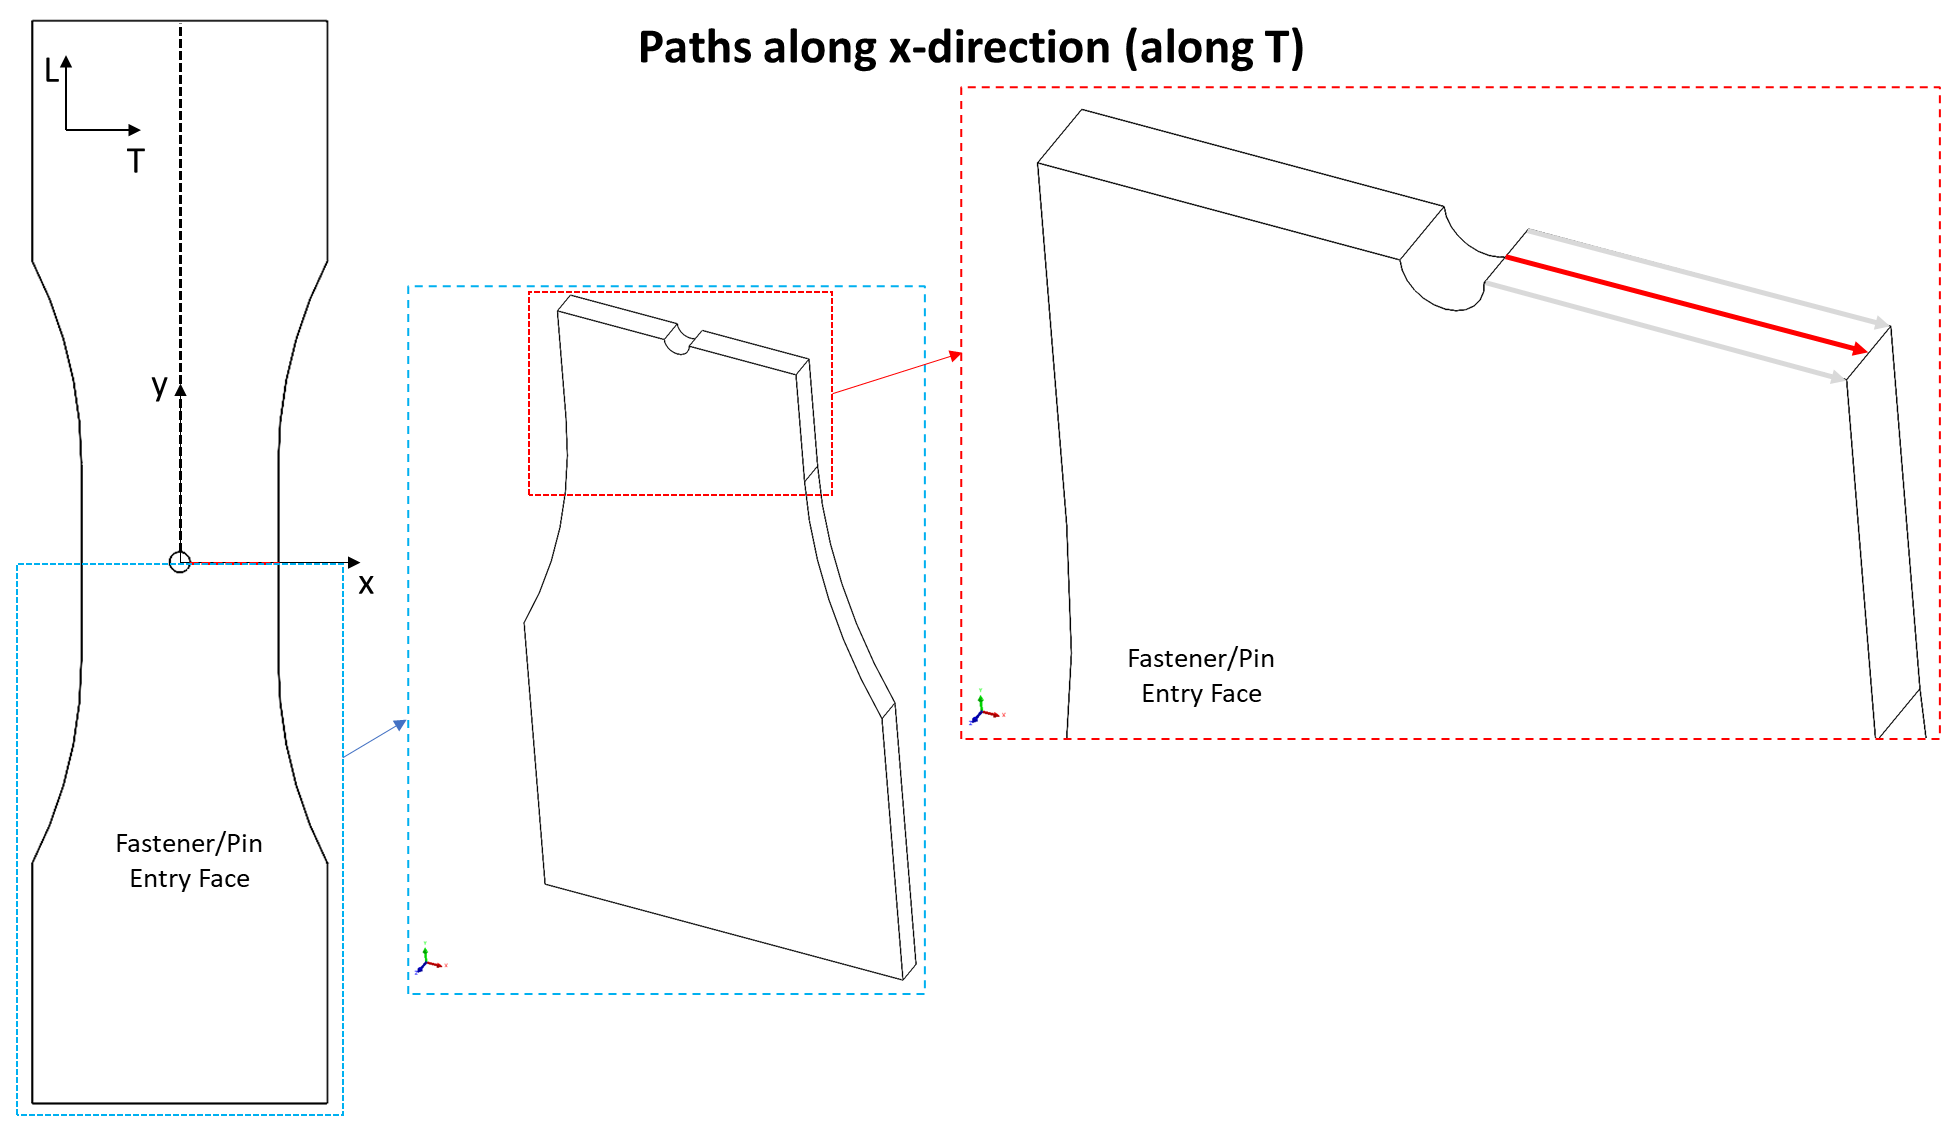 Paths along x-direction (along T)
L
T
y
x
Fastener/Pin
Entry Face
Fastener/Pin
Entry Face